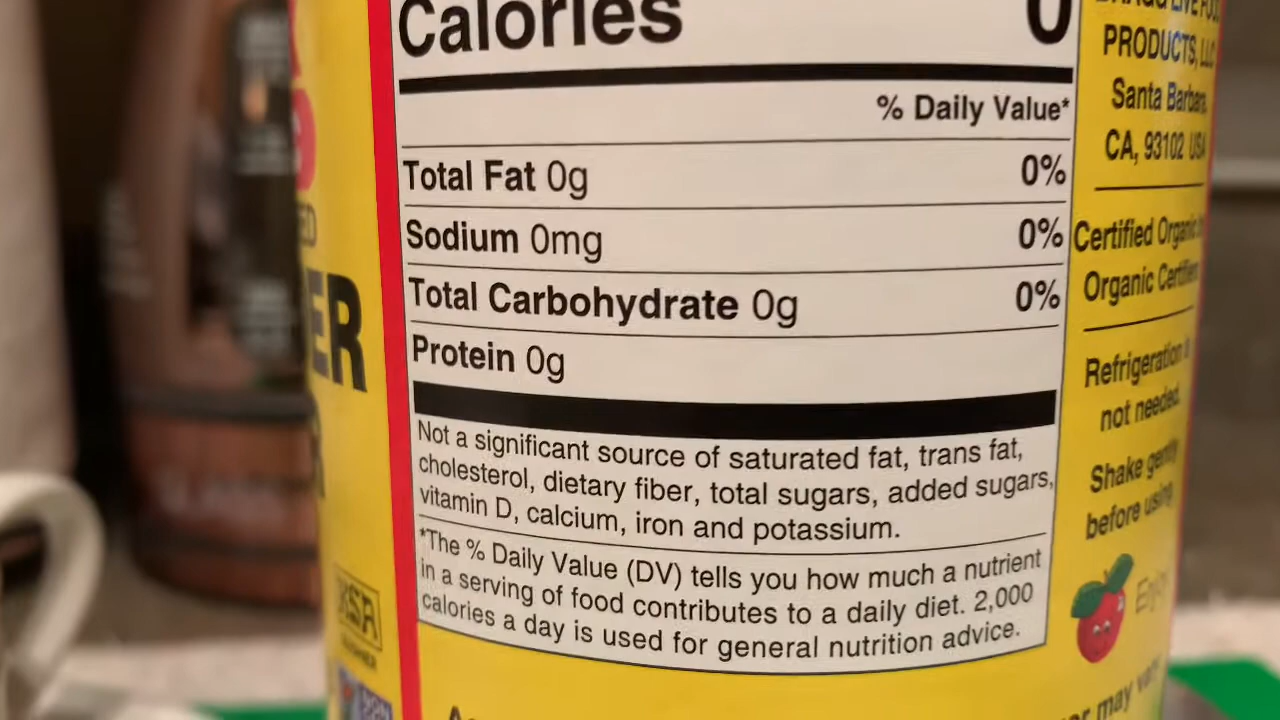 Calories 0
% Daily Value*
Total Fat 0g 0%
Sodium 0mg 0%
Total Carbohydrate 0g 0%
Protein 0g
Not a significant source of saturated fat, trans fat,
cholesterol, dietary fiber, total sugars, added sugars,
vitamin D, calcium, iron and potassium.
*The % Daily Value (DV) tells you how much a nutrient
in a serving of food contributes to a daily diet. 2,000
calories a day is used for general nutrition advice.
PRODUCTS, LLC
Santa Barbara,
CA, 93102 USA
Certified Organic
Organic
Refrigeration
not needed.
Shake gently
before using
may
ER